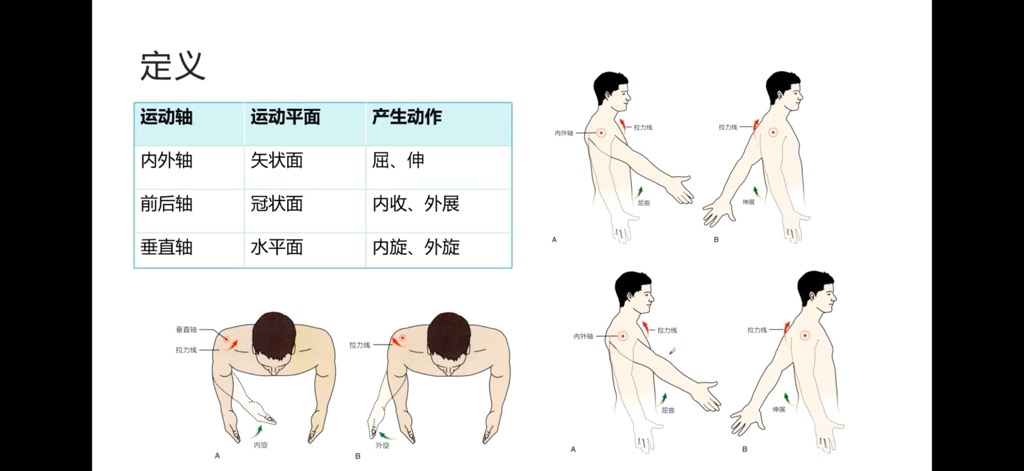 定义
运动轴 运动平面 产生动作
内外轴 矢状面 屈、伸
前后轴 冠状面 内收、外展
垂直轴 水平面 内旋、外旋
内外轴
拉力线
屈曲
A
拉力线
伸展
B
垂直轴
拉力线
内旋
A
拉力线
外旋
B
内外轴
拉力线
屈曲
A
拉力线
伸展
B